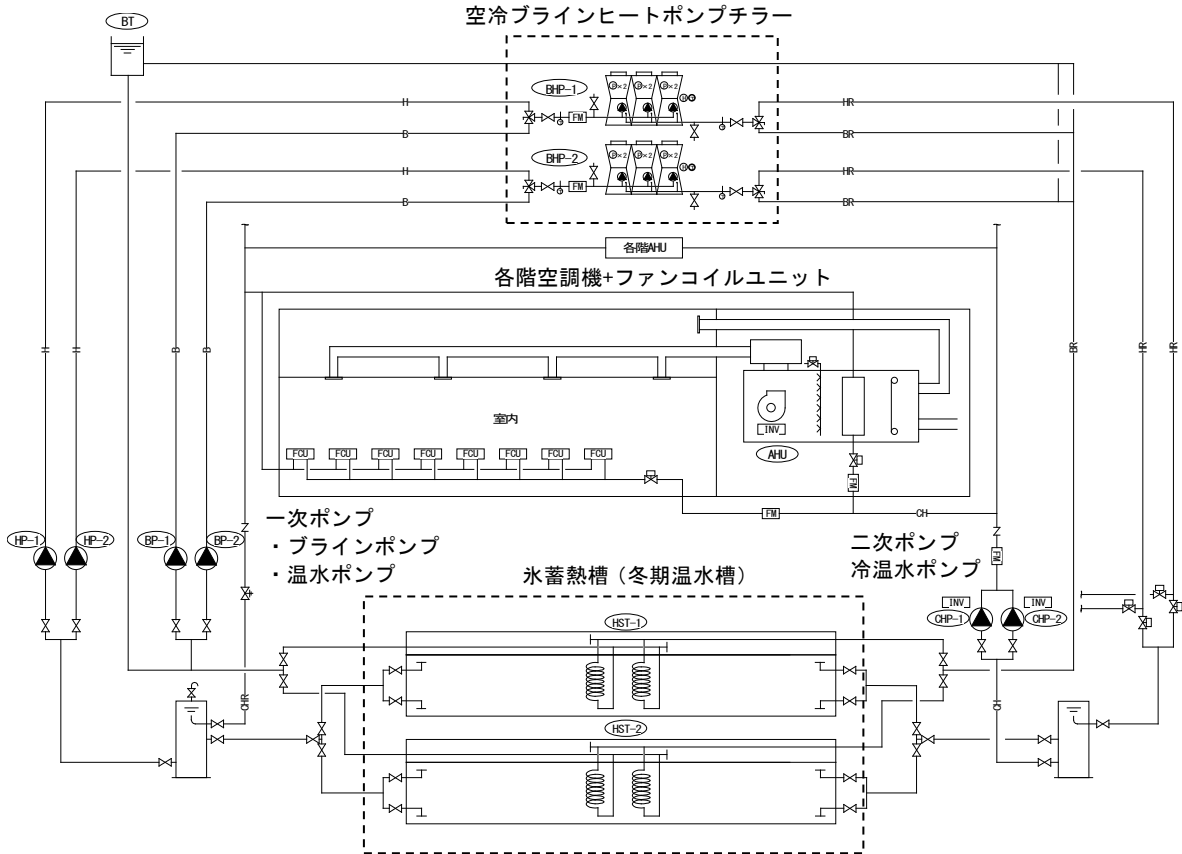 空冷ブラインヒートポンプチラー
BT
BHP-1
FM
H
HR
B
BR
BHP-2
FM
H
HR
B
BR
各階AHU
各階空調機+ファンコイルユニット
H
H
B
B
BR
HR
HR
室内
INV
AHU
FCU
FCU
FCU
FCU
FCU
FCU
FCU
FCU
FM
FM
CH
HP-1
HP-2
BP-1
BP-2
一次ポンプ
・ブラインポンプ
・温水ポンプ
二次ポンプ
冷温水ポンプ
FM
氷蓄熱槽（冬期温水槽）
INV
INV
CHP-1
CHP-2
HST-1
CHR
CH
HST-2